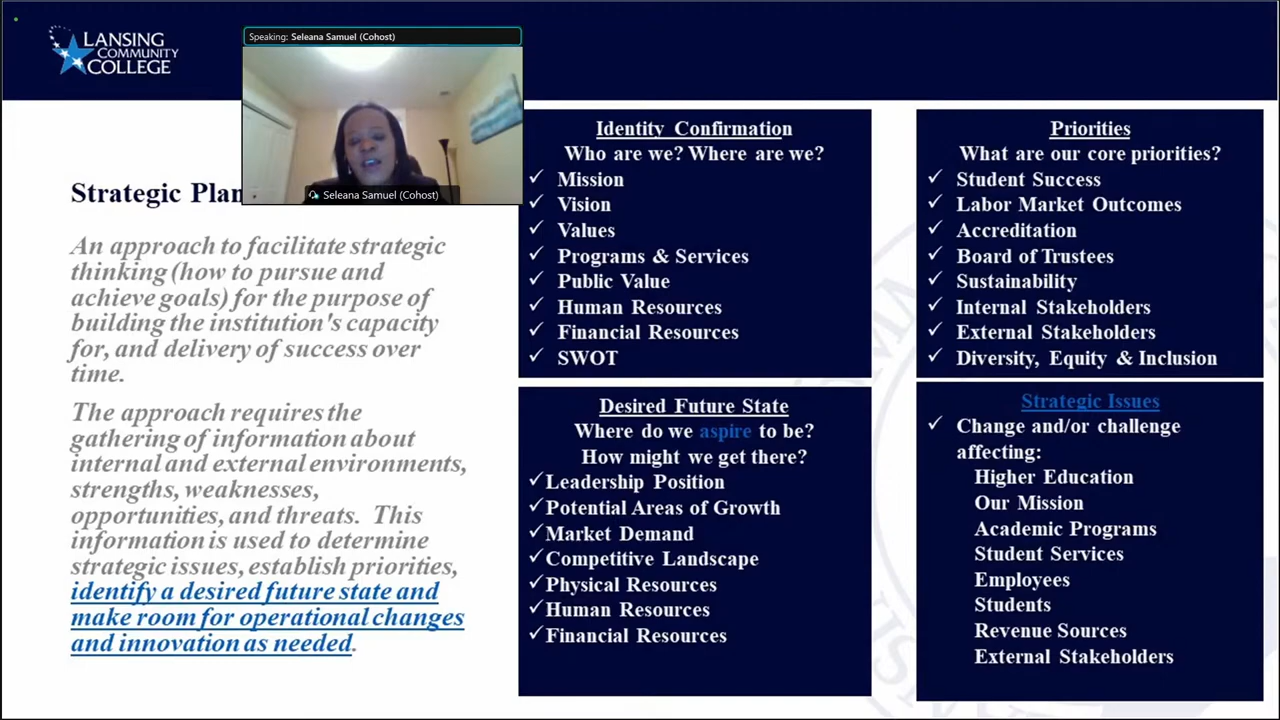 LANSING
COMMUNITY
COLLEGE
Speaking: Seleana Samuel (Cohost)
Seleana Samuel (Cohost)
Strategic Plan
An approach to facilitate strategic
thinking (how to pursue and
achieve goals) for the purpose of
building the institution's capacity
for, and delivery of success over
time.
The approach requires the
gathering of information about
internal and external environments,
strengths, weaknesses,
opportunities, and threats. This
information is used to determine
strategic issues, establish priorities,
identify a desired future state and
make room for operational changes
and innovation as needed.
Identity Confirmation
Who are we? Where are we?
✓ Mission
✓ Vision
✓ Values
✓ Programs & Services
✓ Public Value
✓ Human Resources
✓ Financial Resources
✓ SWOT
Priorities
What are our core priorities?
✓ Student Success
✓ Labor Market Outcomes
✓ Accreditation
✓ Board of Trustees
✓ Sustainability
✓ Internal Stakeholders
✓ External Stakeholders
✓ Diversity, Equity & Inclusion
Desired Future State
Where do we aspire to be?
How might we get there?
✓ Leadership Position
✓ Potential Areas of Growth
✓ Market Demand
✓ Competitive Landscape
✓ Physical Resources
✓ Human Resources
✓ Financial Resources
Strategic Issues
✓ Change and/or challenge
affecting:
Higher Education
Our Mission
Academic Programs
Student Services
Employees
Students
Revenue Sources
External Stakeholders